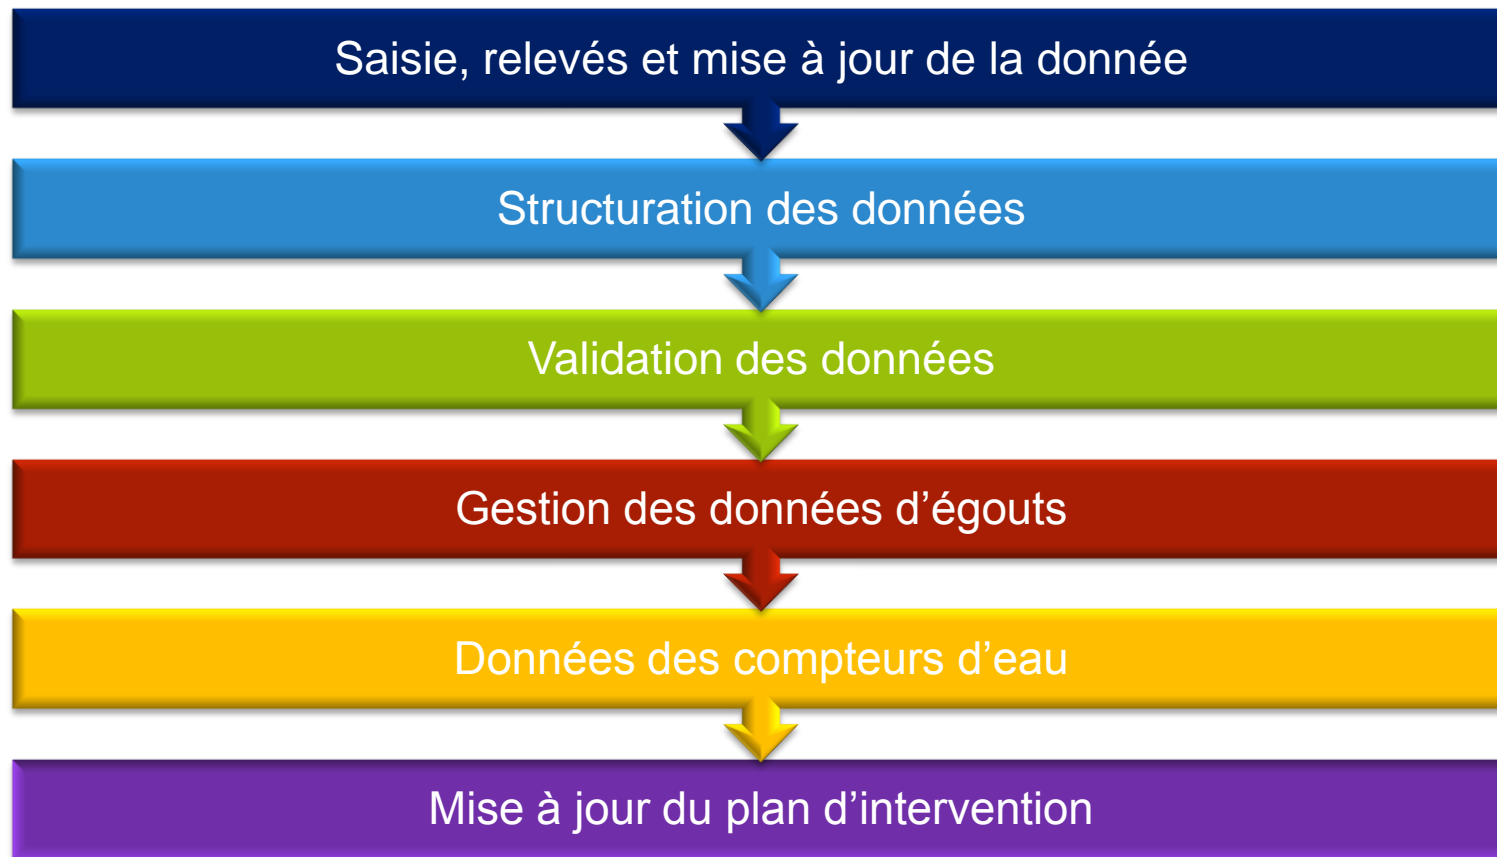 Saisie, relevés et mise à jour de la donnée
Structuration des données
Validation des données
Gestion des données d’égouts
Données des compteurs d’eau
Mise à jour du plan d’intervention